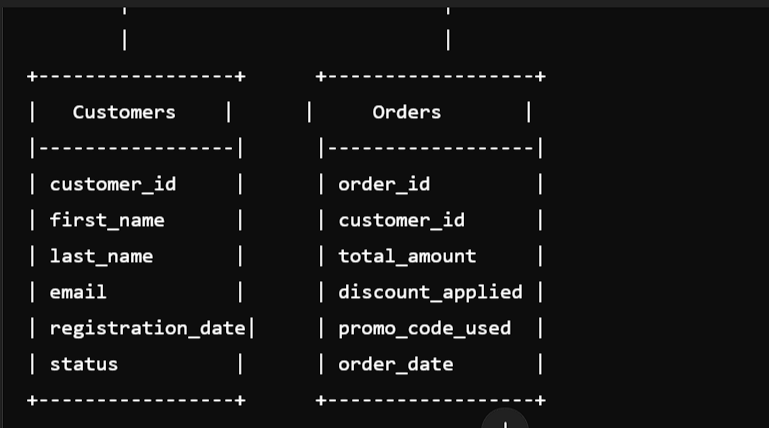 |                           |
+-----------------+      +------------------+
|   Customers    |      |     Orders       |
|-----------------|      |------------------|
| customer_id     |      | order_id         |
| first_name      |      | customer_id      |
| last_name       |      | total_amount     |
| email           |      | discount_applied |
| registration_date|     | promo_code_used  |
| status          |      | order_date       |
+-----------------+      +------------------+